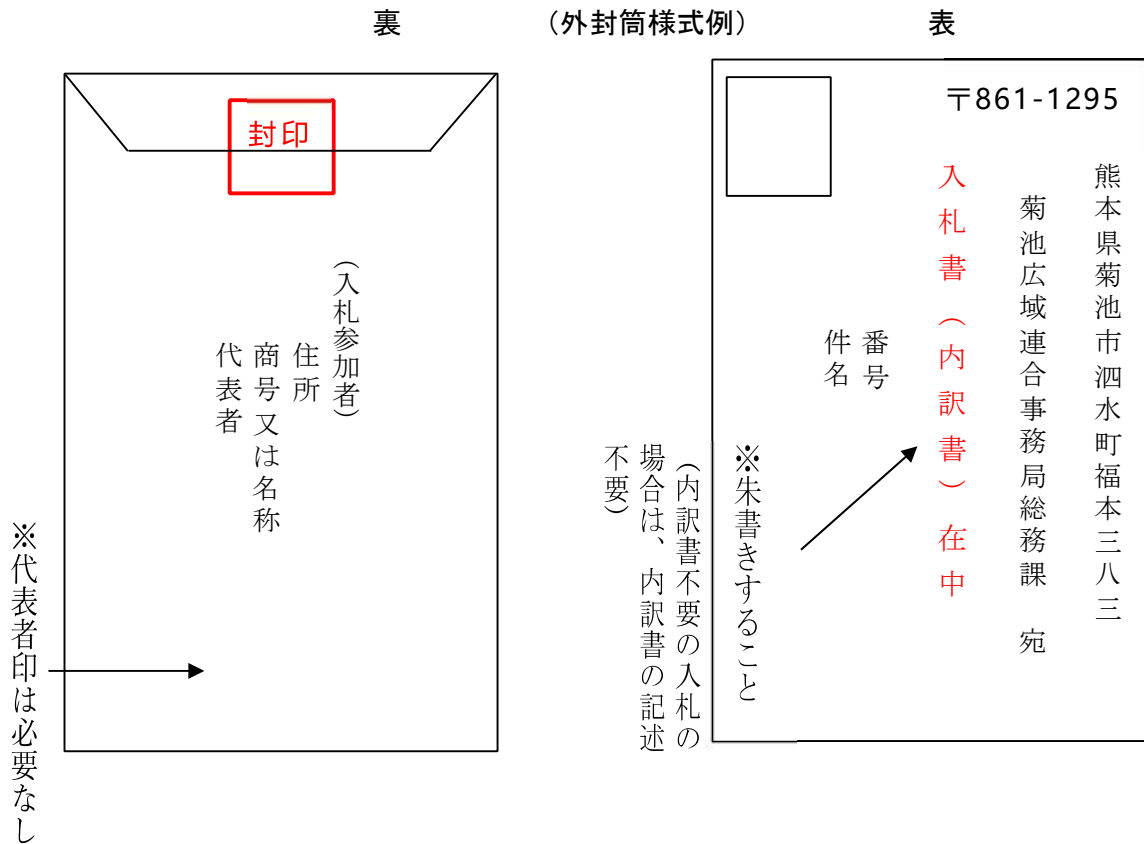 裏
（外封筒様式例）
表
封印
（入札参加者）
住所
商号又は名称
代表者
※代表者印は必要なし
〒861-1295
熊本県菊池市泗水町福本三八三
菊池広域連合事務局総務課　宛
入札書（内訳書）在中
番号
件名
※朱書きすること
（内訳書不要の入札の
場合は、内訳書の記述
不要）